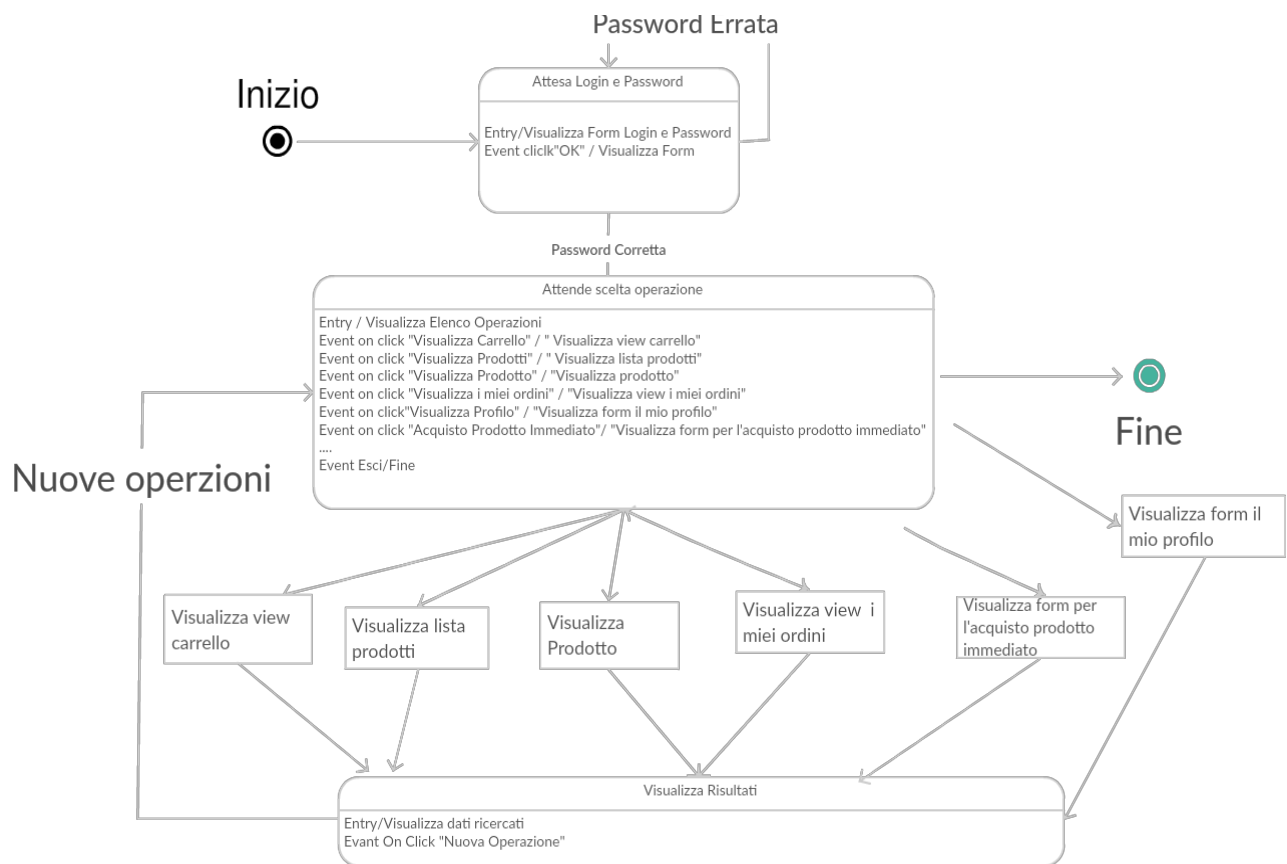 Password Errata
Attesa Login e Password
Inizio
Entry/Visualizza Form Login e Password
Event cliclk"OK" / Visualizza Form
Password Corretta
Attende scelta operazione
Entry / Visualizza Elenco Operazioni
Event on click "Visualizza Carrello" / " Visualizza view carrello"
Event on click "Visualizza Prodotti" / " Visualizza lista prodotti"
Event on click "Visualizza Prodotto" / "Visualizza prodotto"
Event on click "Visualizza i miei ordini" / "Visualizza view i miei ordini"
Event on click"Visualizza Profilo" / "Visualizza form il mio profilo"
Event on click "Acquisto Prodotto Immediato"/ "Visualizza form per l'acquisto prodotto immediato"
....
Event Esci/Fine
Fine
Nuove operzioni
Visualizza form il
mio profilo
Visualizza view
carrello
Visualizza lista
prodotti
Visualizza
Prodotto
Visualizza view i
miei ordini
Visualizza form per
l'acquisto prodotto
immediato
Visualizza Risultati
Entry/Visualizza dati ricercati
Evant On Click "Nuova Operazione"